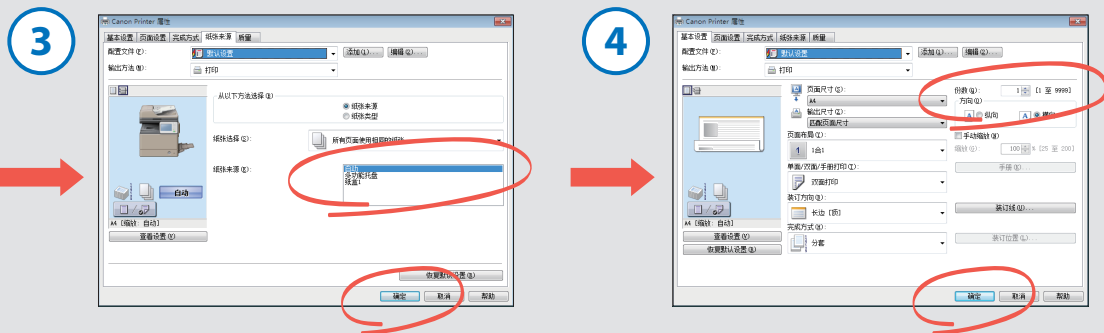 3
Canon Printer 属性
基本设置 页面设置 完成方式 纸张来源 质量
配置文件(F): 默认设置 添加(1)... 编辑(2)...
输出方法(M): 打印
从以下方法选择(B)
纸张来源
纸张类型
纸张选择(S): 所有页面使用相同的纸张
纸张来源(P):
自动
多功能托盘
纸盒1
自动
A4 [缩放: 自动]
查看设置(V)
恢复默认设置(R)
确定 取消 帮助
4
Canon Printer 属性
基本设置 页面设置 完成方式 纸张来源 质量
配置文件(F): 默认设置 添加(1)... 编辑(2)...
输出方法(M): 打印
页面尺寸(S):
A4
输出尺寸(Z):
匹配页面尺寸
页面布局(L):
1 1合1
单面/双面/手册打印(I):
双面打印
装订方向(B):
长边 [顶]
完成方式(H):
分套
份数(Q): 1 [1 至 9999]
方向(O)
A 纵向 A 横向
手动缩放(N)
缩放(G): 100 % [25 至 200]
手册(K)...
装订线(U)...
装订位置(L)...
A4 [缩放: 自动]
查看设置(V)
恢复默认设置(R)
确定 取消 帮助